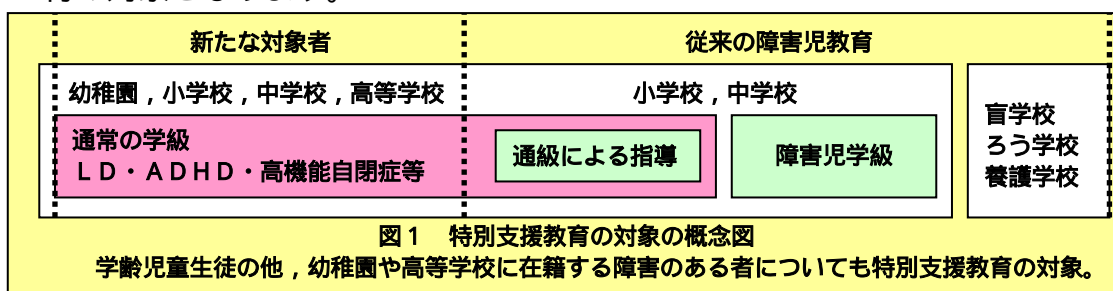 新たな対象者
従来の障害児教育
幼稚園，小学校，中学校，高等学校
小学校，中学校
通常の学級
ＬＤ・ＡＤＨＤ・高機能自閉症等
通級による指導
障害児学級
盲学校
ろう学校
養護学校
図１　特別支援教育の対象の概念図
学齢児童生徒の他，幼稚園や高等学校に在籍する障害のある者についても特別支援教育の対象。